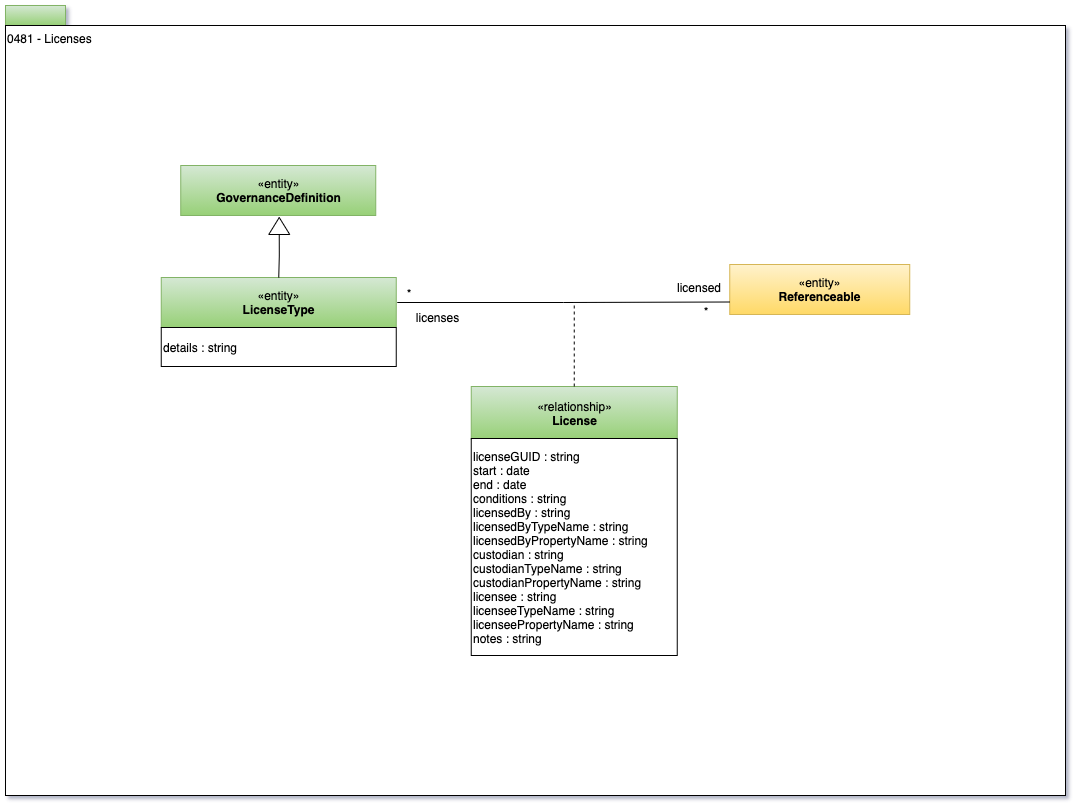 0481 - Licenses
«entity»
GovernanceDefinition
«entity»
LicenseType
details : string
*
licenses
licensed
*
«entity»
Referenceable
«relationship»
License
licenseGUID : string
start : date
end : date
conditions : string
licensedBy : string
licensedByTypeName : string
licensedByPropertyName : string
custodian : string
custodianTypeName : string
custodianPropertyName : string
licensee : string
licenseeTypeName : string
licenseePropertyName : string
notes : string